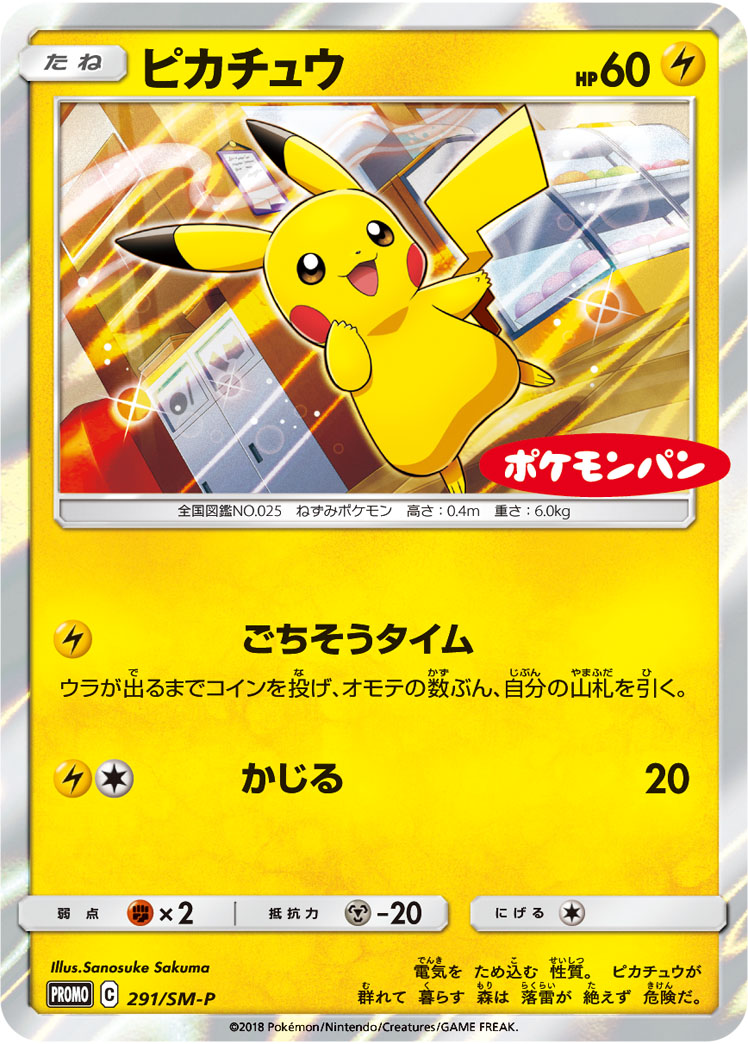 たね ピカチュウ HP60
ポケモンパン
全国図鑑NO.025 ねずみポケモン 高さ:0.4m 重さ:6.0kg
ごちそうタイム
ウラが出るまでコインを投げ、オモテの数ぶん、自分の山札を引く。
かじる 20
弱点 ×2 抵抗力 -20 にげる
Illus.Sanosuke Sakuma
電気を ため込む 性質。 ピカチュウが
群れて 暮らす 森は 落雷が 絶えず 危険だ。
PROMO C 291/SM-P
©2018 Pokémon/Nintendo/Creatures/GAME FREAK.